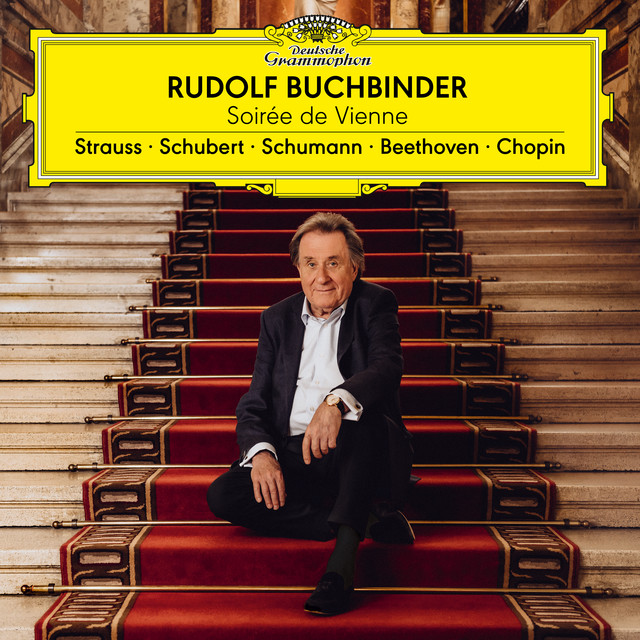 Deutsche
Grammophon
RUDOLF BUCHBINDER
Soirée de Vienne
Strauss · Schubert · Schumann · Beethoven · Chopin